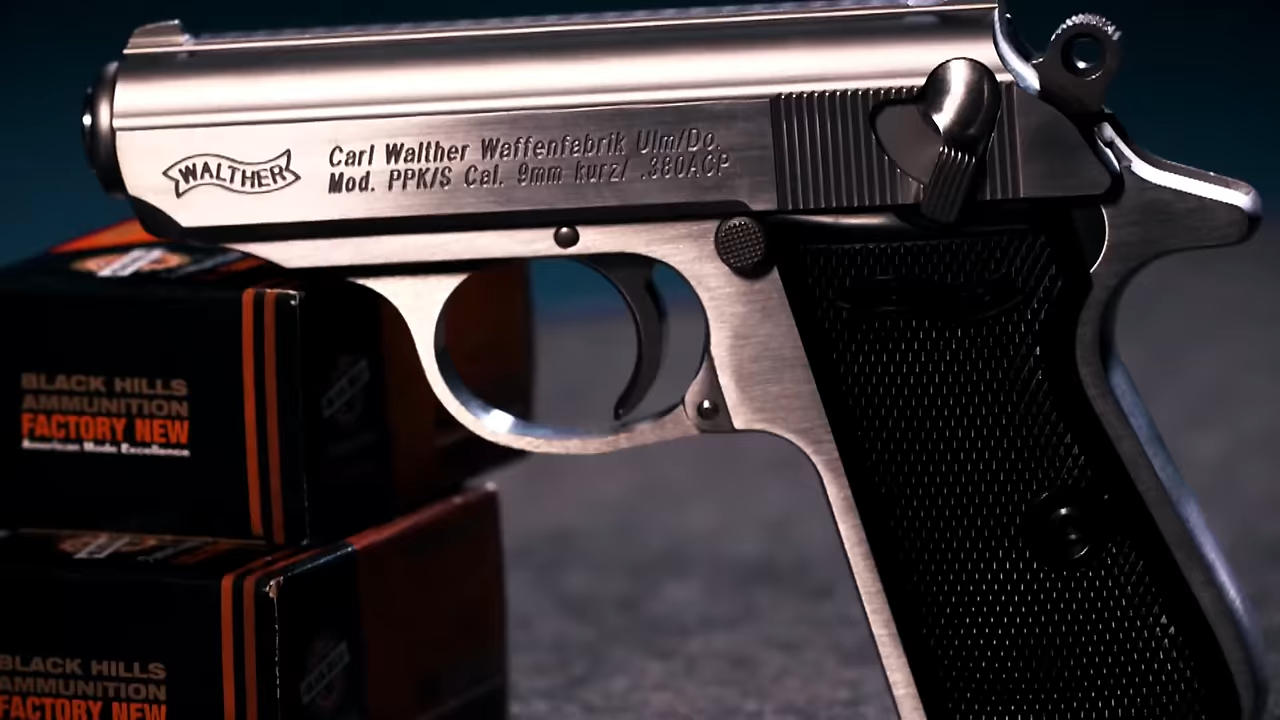 WALTHER
Carl Walther Waffenfabrik Ulm/Do.
Mod. PPK/S Cal. 9mm kurz/ .380ACP
BLACK HILLS
AMMUNITION
FACTORY NEW
American Made Excellence
BLACK HILLS
AMMUNITION
FACTORY NEW